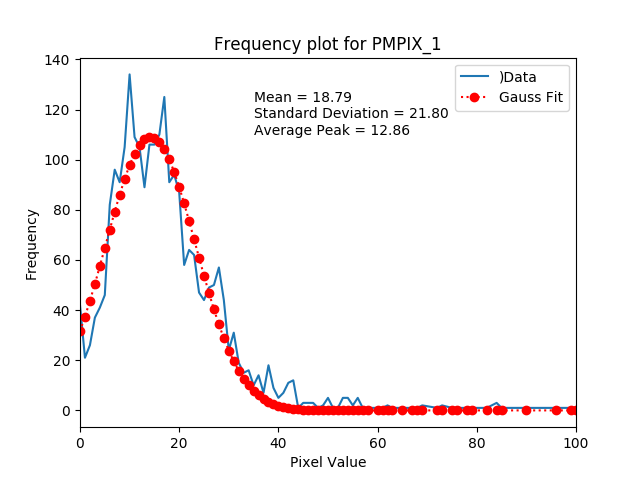 Frequency plot for PMPIX_1
)Data
Gauss Fit
Mean = 18.79
Standard Deviation = 21.80
Average Peak = 12.86
Frequency
140
120
100
80
60
40
20
0
0 20 40 60 80 100
Pixel Value